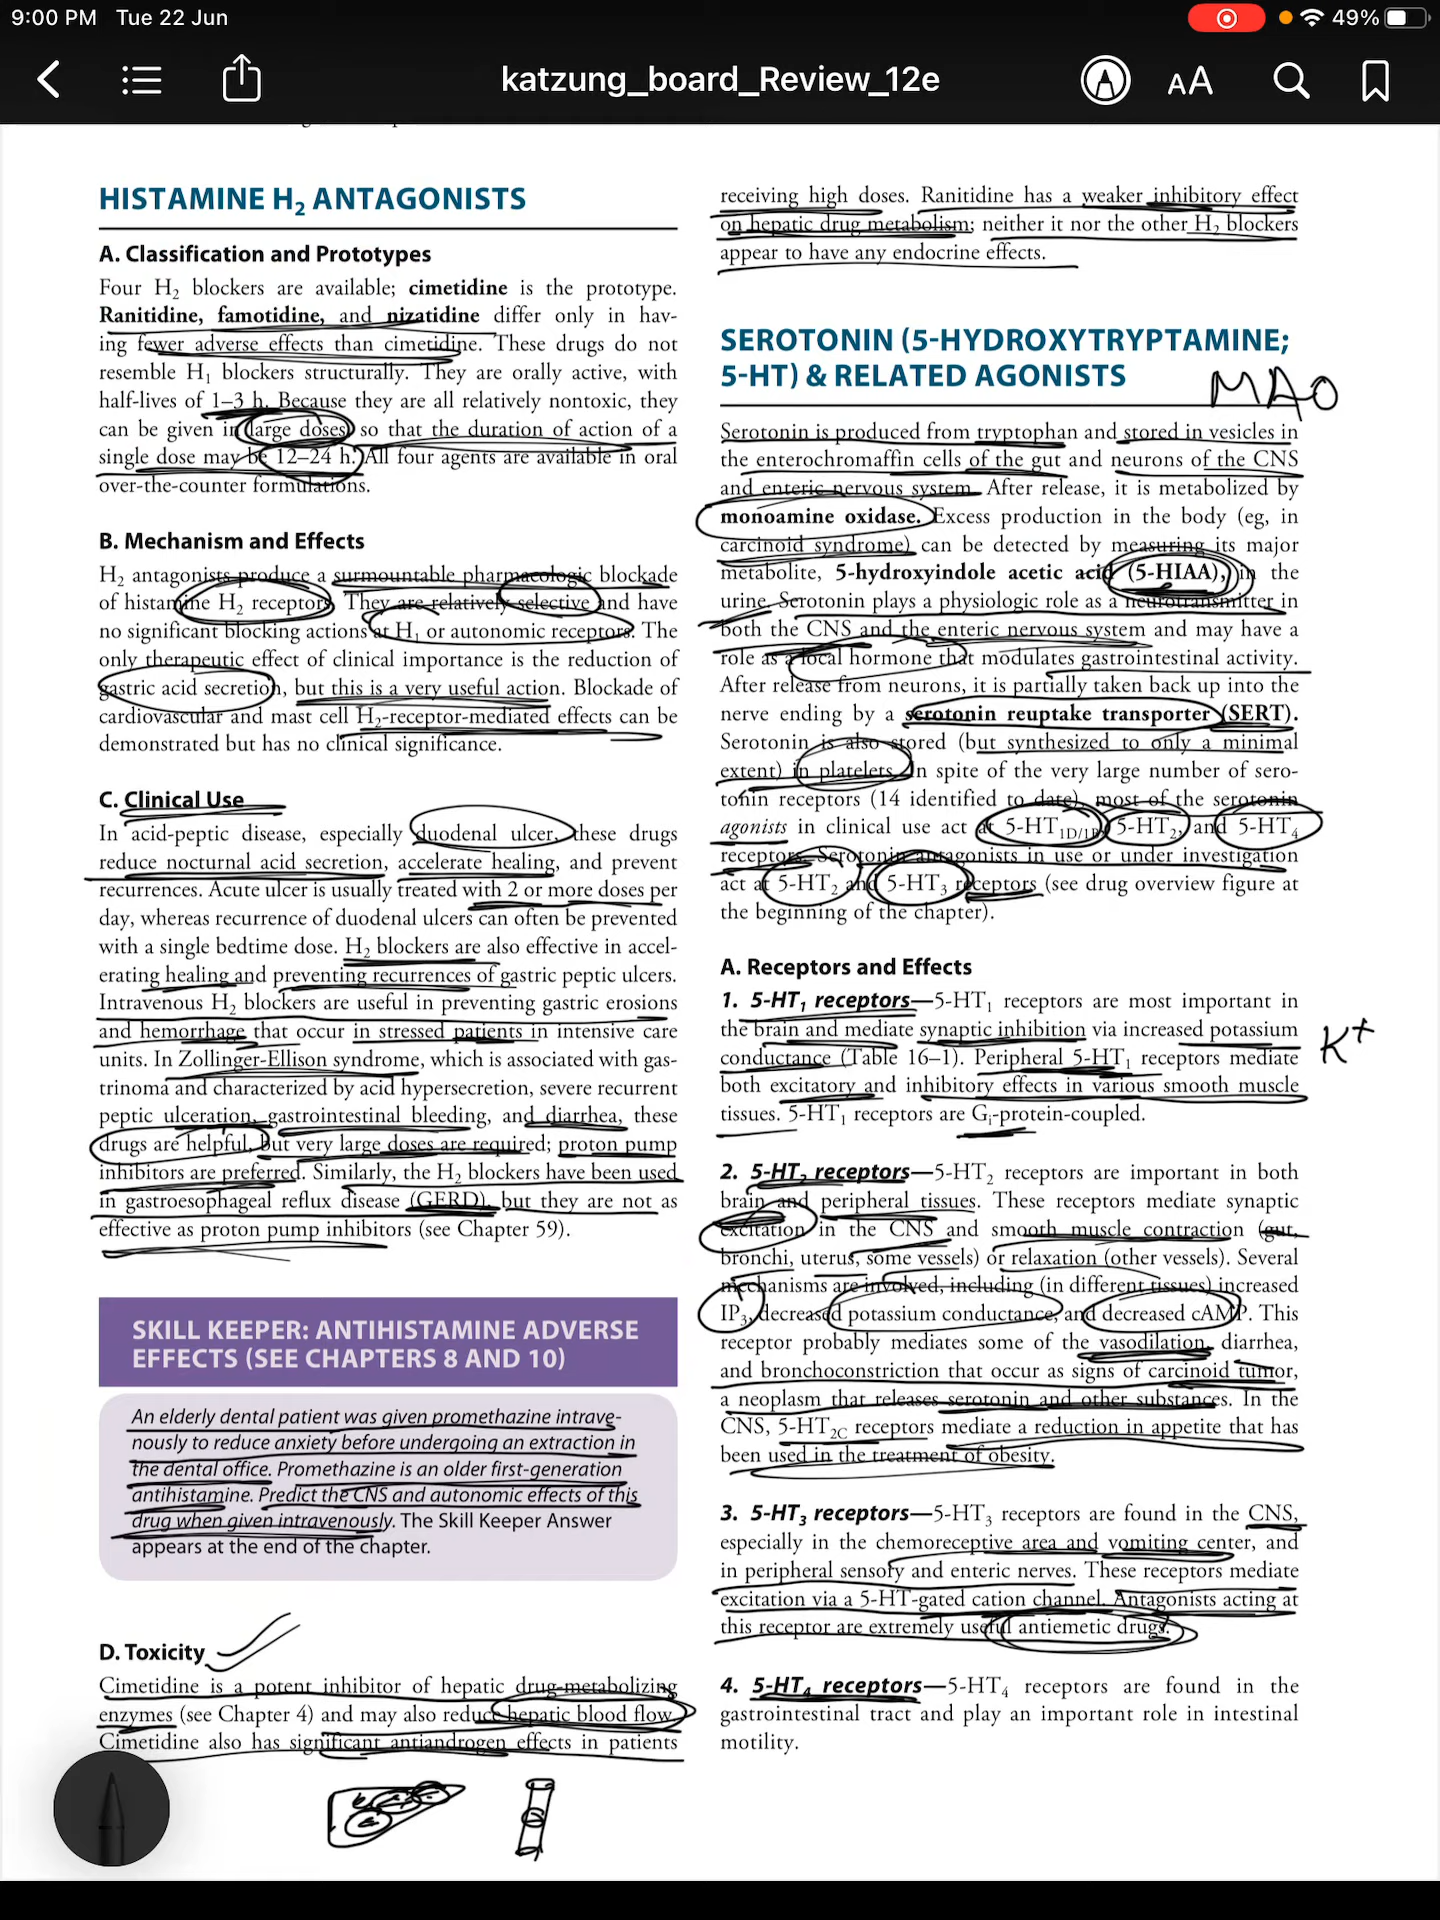 9:00 PM Tue 22 Jun
49%
katzung_board_Review_12e
AA
HISTAMINE H2 ANTAGONISTS
A. Classification and Prototypes
Four H2 blockers are available; cimetidine is the prototype.
Ranitidine, famotidine, and nizatidine differ only in hav-
ing fewer adverse effects than cimetidine. These drugs do not
resemble H1 blockers structurally. They are orally active, with
half-lives of 1–3 h. Because they are all relatively nontoxic, they
can be given in large doses, so that the duration of action of a
single dose may be 12–24 h. All four agents are available in oral
over-the-counter formulations.
B. Mechanism and Effects
H2 antagonists produce a surmountable pharmacologic blockade
of histamine H2 receptors. They are relatively selective and have
no significant blocking actions at H1 or autonomic receptors. The
only therapeutic effect of clinical importance is the reduction of
gastric acid secretion, but this is a very useful action. Blockade of
cardiovascular and mast cell H2-receptor-mediated effects can be
demonstrated but has no clinical significance.
C. Clinical Use
In acid-peptic disease, especially duodenal ulcer, these drugs
reduce nocturnal acid secretion, accelerate healing, and prevent
recurrences. Acute ulcer is usually treated with 2 or more doses per
day, whereas recurrence of duodenal ulcers can often be prevented
with a single bedtime dose. H2 blockers are also effective in accel-
erating healing and preventing recurrences of gastric peptic ulcers.
Intravenous H2 blockers are useful in preventing gastric erosions
and hemorrhage that occur in stressed patients in intensive care
units. In Zollinger-Ellison syndrome, which is associated with gas-
trinoma and characterized by acid hypersecretion, severe recurrent
peptic ulceration, gastrointestinal bleeding, and diarrhea, these
drugs are helpful, but very large doses are required; proton pump
inhibitors are preferred. Similarly, the H2 blockers have been used
in gastroesophageal reflux disease (GERD), but they are not as
effective as proton pump inhibitors (see Chapter 59).
SKILL KEEPER: ANTIHISTAMINE ADVERSE
EFFECTS (SEE CHAPTERS 8 AND 10)
An elderly dental patient was given promethazine intrave-
nously to reduce anxiety before undergoing an extraction in
the dental office. Promethazine is an older first-generation
antihistamine. Predict the CNS and autonomic effects of this
drug when given intravenously. The Skill Keeper Answer
appears at the end of the chapter.
D. Toxicity
Cimetidine is a potent inhibitor of hepatic drug-metabolizing
enzymes (see Chapter 4) and may also reduce hepatic blood flow.
Cimetidine also has significant antiandrogen effects in patients
receiving high doses. Ranitidine has a weaker inhibitory effect
on hepatic drug metabolism; neither it nor the other H2 blockers
appear to have any endocrine effects.
SEROTONIN (5-HYDROXYTRYPTAMINE;
5-HT) & RELATED AGONISTS
MAO
Serotonin is produced from tryptophan and stored in vesicles in
the enterochromaffin cells of the gut and neurons of the CNS
and enteric nervous system. After release, it is metabolized by
monoamine oxidase. Excess production in the body (eg, in
carcinoid syndrome) can be detected by measuring its major
metabolite, 5-hydroxyindole acetic acid (5-HIAA), in the
urine. Serotonin plays a physiologic role as a neurotransmitter in
both the CNS and the enteric nervous system and may have a
role as a local hormone that modulates gastrointestinal activity.
After release from neurons, it is partially taken back up into the
nerve ending by a serotonin reuptake transporter (SERT).
Serotonin is also stored (but synthesized to only a minimal
extent) in platelets. In spite of the very large number of sero-
tonin receptors (14 identified to date), most of the serotonin
agonists in clinical use act at 5-HT1D/1B, 5-HT2, and 5-HT4
receptors. Serotonin antagonists in use or under investigation
act at 5-HT2 and 5-HT3 receptors (see drug overview figure at
the beginning of the chapter).
A. Receptors and Effects
1. 5-HT1 receptors—5-HT1 receptors are most important in
the brain and mediate synaptic inhibition via increased potassium
K+
conductance (Table 16–1). Peripheral 5-HT1 receptors mediate
both excitatory and inhibitory effects in various smooth muscle
tissues. 5-HT1 receptors are Gi-protein-coupled.
2. 5-HT2 receptors—5-HT2 receptors are important in both
brain and peripheral tissues. These receptors mediate synaptic
excitation in the CNS and smooth muscle contraction (gut,
bronchi, uterus, some vessels) or relaxation (other vessels). Several
mechanisms are involved, including (in different tissues) increased
IP3, decreased potassium conductance, and decreased cAMP. This
receptor probably mediates some of the vasodilation, diarrhea,
and bronchoconstriction that occur as signs of carcinoid tumor,
a neoplasm that releases serotonin and other substances. In the
CNS, 5-HT2C receptors mediate a reduction in appetite that has
been used in the treatment of obesity.
3. 5-HT3 receptors—5-HT3 receptors are found in the CNS,
especially in the chemoreceptive area and vomiting center, and
in peripheral sensory and enteric nerves. These receptors mediate
excitation via a 5-HT-gated cation channel. Antagonists acting at
this receptor are extremely useful antiemetic drugs.
4. 5-HT4 receptors—5-HT4 receptors are found in the
gastrointestinal tract and play an important role in intestinal
motility.